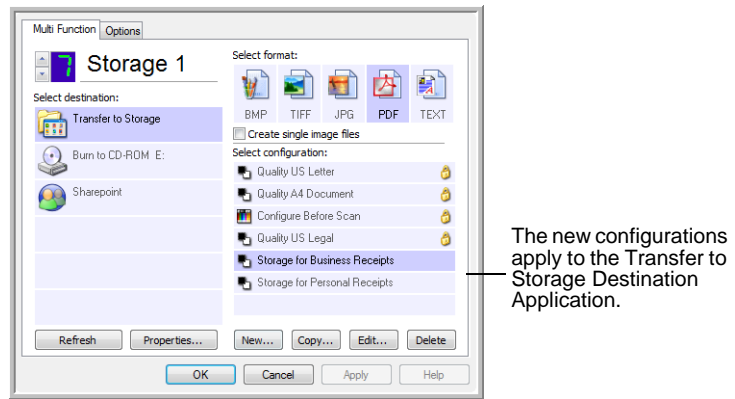 Multi Function
Options
7
Storage 1
Select destination:
Transfer to Storage
Burn to CD-ROM E:
Sharepoint
Refresh
Properties...
Select format:
BMP
TIFF
JPG
PDF
TEXT
Create single image files
Select configuration:
Quality US Letter
Quality A4 Document
Configure Before Scan
Quality US Legal
Storage for Business Receipts
Storage for Personal Receipts
New...
Copy...
Edit...
Delete
OK
Cancel
Apply
Help
The new configurations
apply to the Transfer to
Storage Destination
Application.